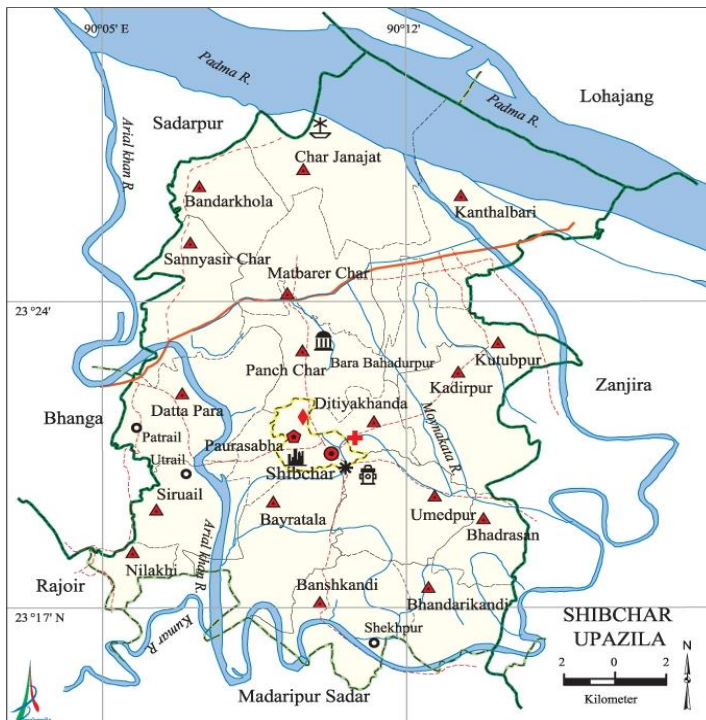 90°05' E
90°12'
Padma R.
Padma R.
Lohajang
Arial khan R.
Sadarpur
Char Janajat
Bandarkhola
Kanthalbari
Sannyasir Char
Matbarer Char
23°24'
Bara Bahadurpur
Kutubpur
Panch Char
Kadirpur
Zanjira
Datta Para
Ditiyakhanda
Moynakata R.
Bhanga
Patrail
Paurasabha
Utrail
Shibchar
Siruail
Bayratala
Umedpur
Bhadrasan
Arial khan R.
Nilakhi
Rajoir
Banshkandi
Bhandarikandi
23°17' N
Kumar R.
Shekhpur
SHIBCHAR
UPAZILA
N
2 0 2
Kilometer
Madaripur Sadar